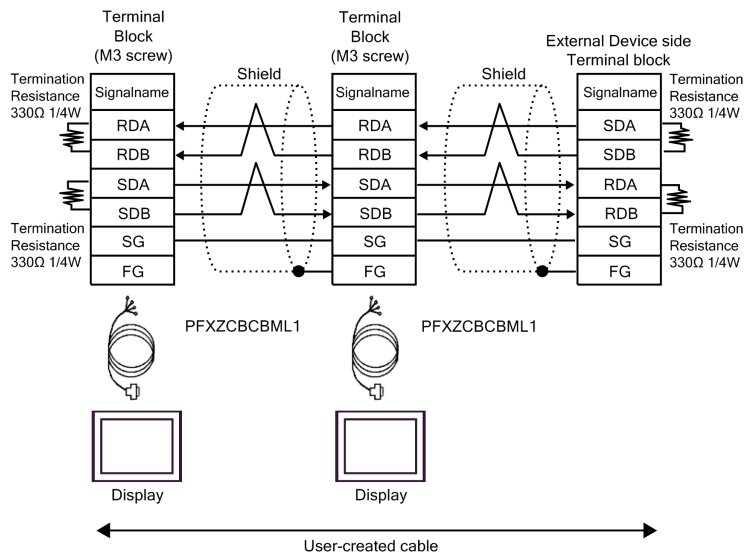 Terminal
Block
(M3 screw)
Terminal
Block
(M3 screw)
External Device side
Terminal block
Termination
Resistance
330Ω 1/4W
Termination
Resistance
330Ω 1/4W
Signalname
RDA
RDB
SDA
SDB
SG
FG
Shield
Signalname
RDA
RDB
SDA
SDB
SG
FG
Shield
Signalname
SDA
SDB
RDA
RDB
SG
FG
Termination
Resistance
330Ω 1/4W
Termination
Resistance
330Ω 1/4W
PFXZCBCBML1
PFXZCBCBML1
Display
Display
User-created cable